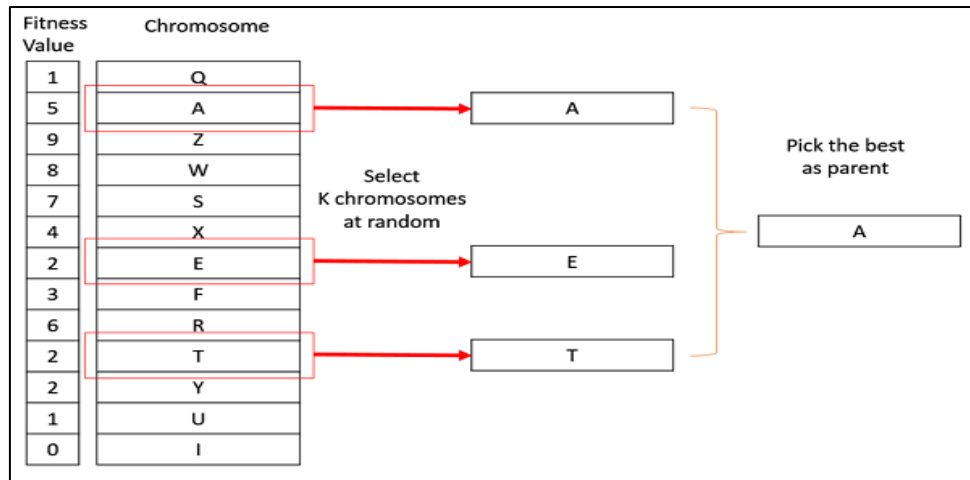 Fitness
Value
Chromosome
1 Q
5 A
9 Z
8 W
7 S
4 X
2 E
3 F
6 R
2 T
2 Y
1 U
0 I
Select
K chromosomes
at random
A
E
T
Pick the best
as parent
A